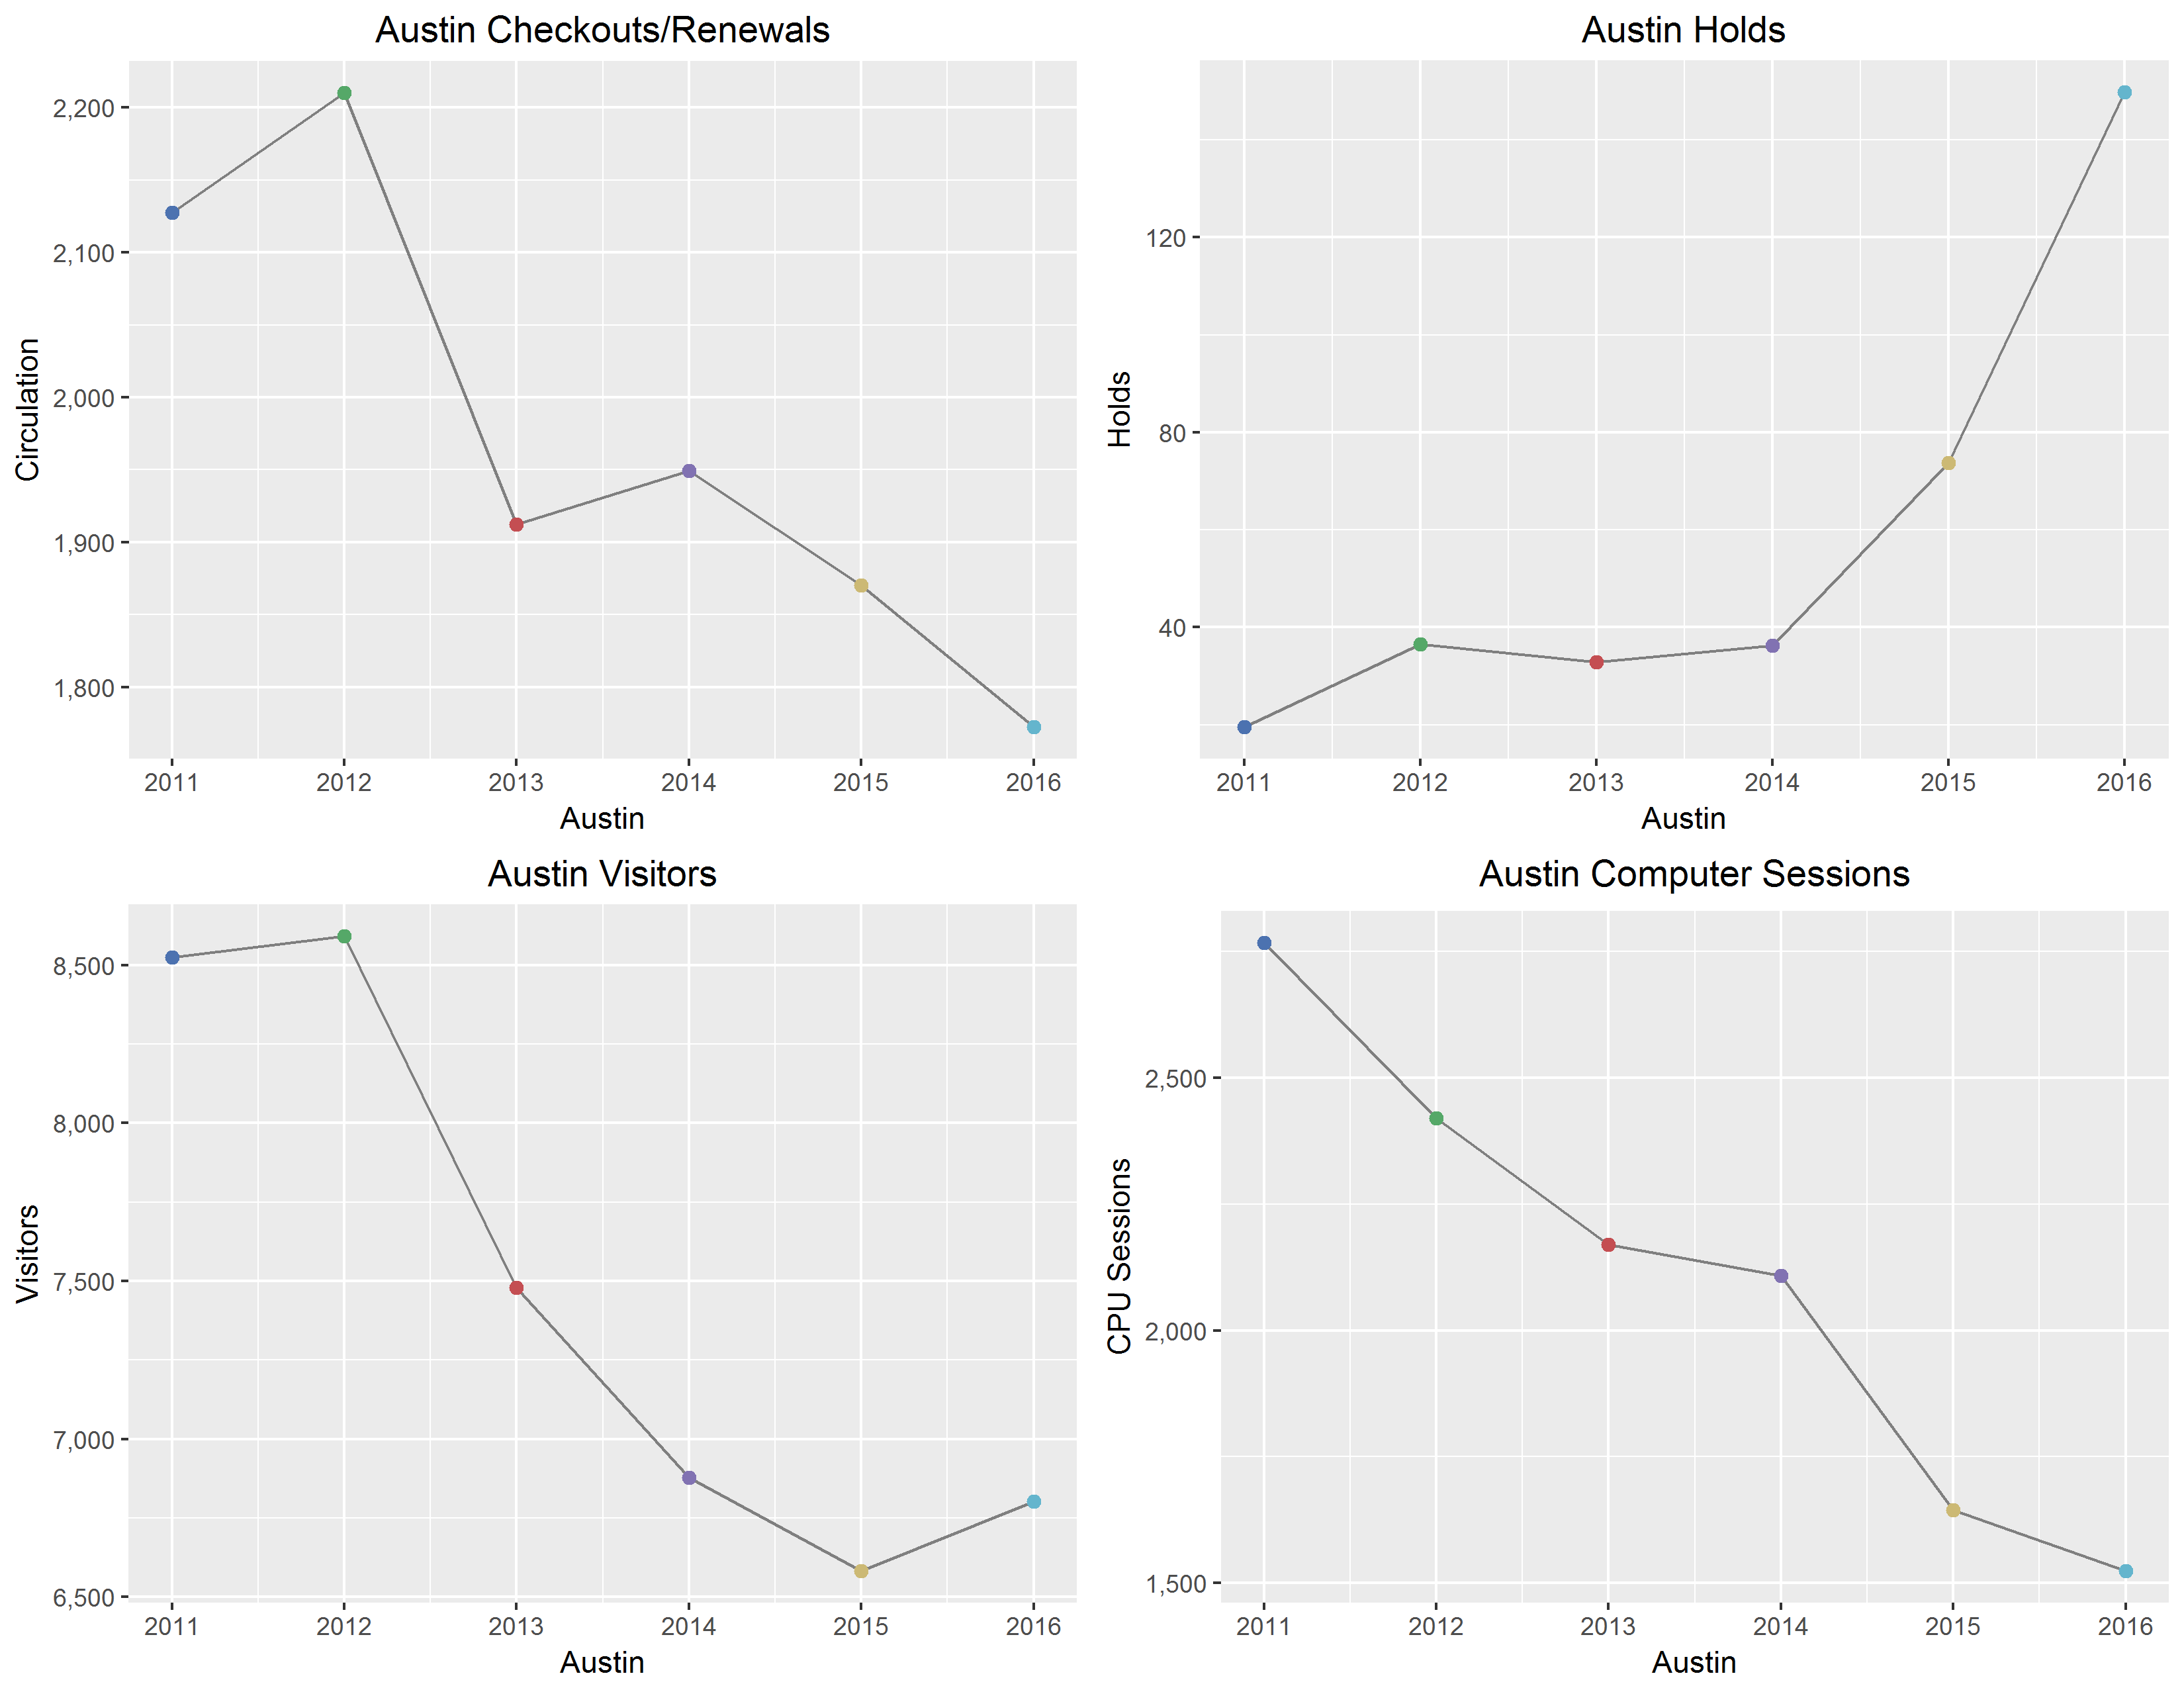 Austin Checkouts/Renewals
Circulation
2,200
2,100
2,000
1,900
1,800
2011 2012 2013 2014 2015 2016
Austin
Austin Holds
Holds
120
80
40
2011 2012 2013 2014 2015 2016
Austin
Austin Visitors
Visitors
8,500
8,000
7,500
7,000
6,500
2011 2012 2013 2014 2015 2016
Austin
Austin Computer Sessions
CPU Sessions
2,500
2,000
1,500
2011 2012 2013 2014 2015 2016
Austin